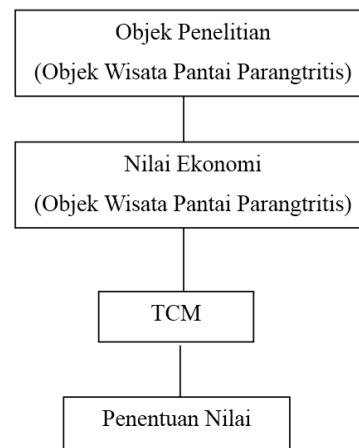 Objek Penelitian
(Objek Wisata Pantai Parangtritis)
Nilai Ekonomi
(Objek Wisata Pantai Parangtritis)
TCM
Penentuan Nilai